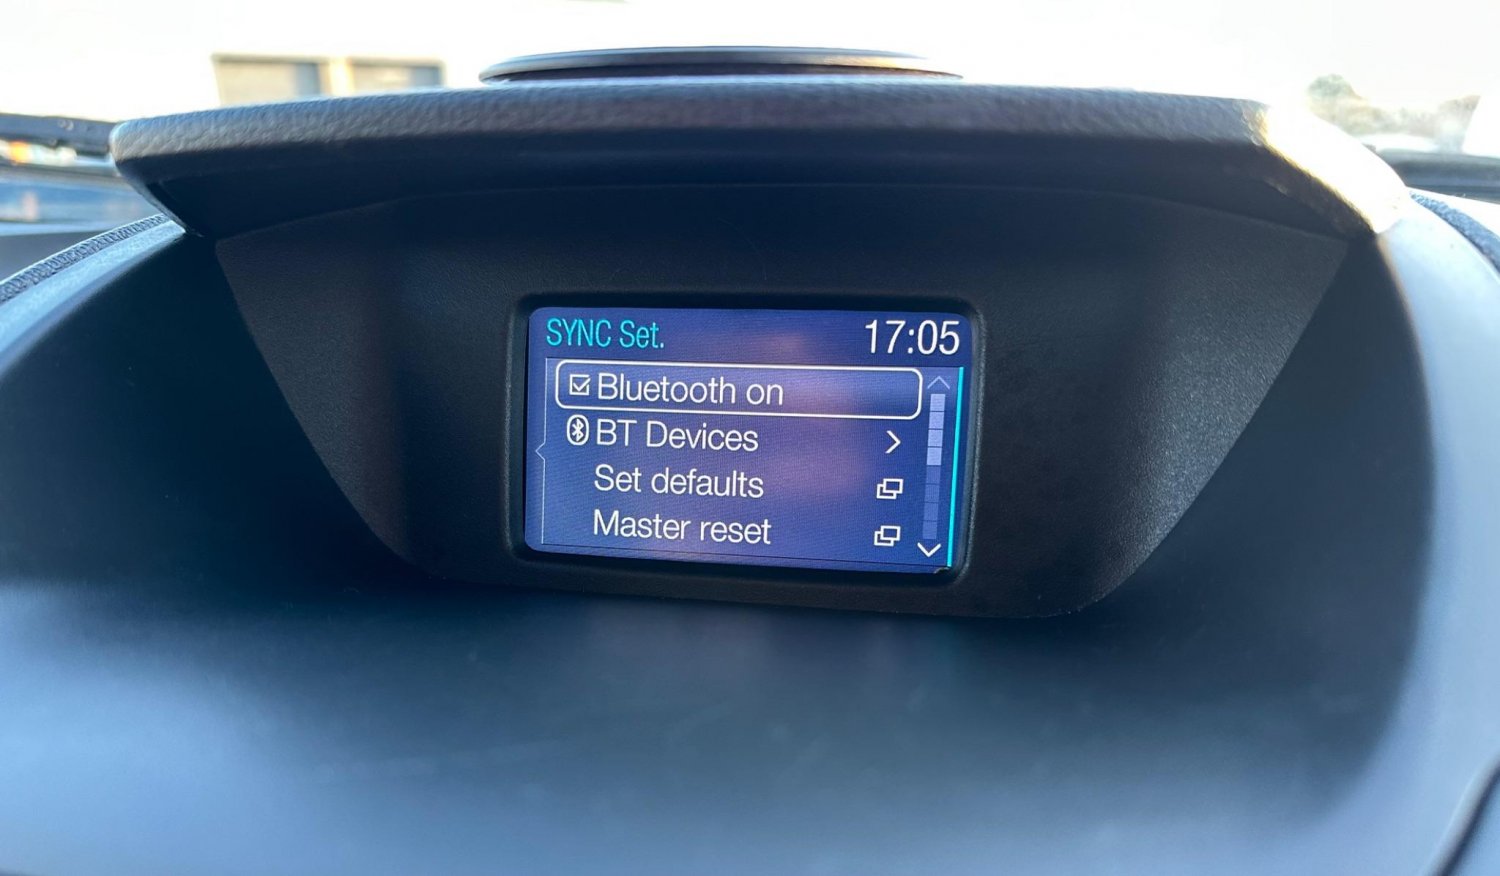 SYNC Set. 17:05
Bluetooth on
BT Devices
Set defaults
Master reset